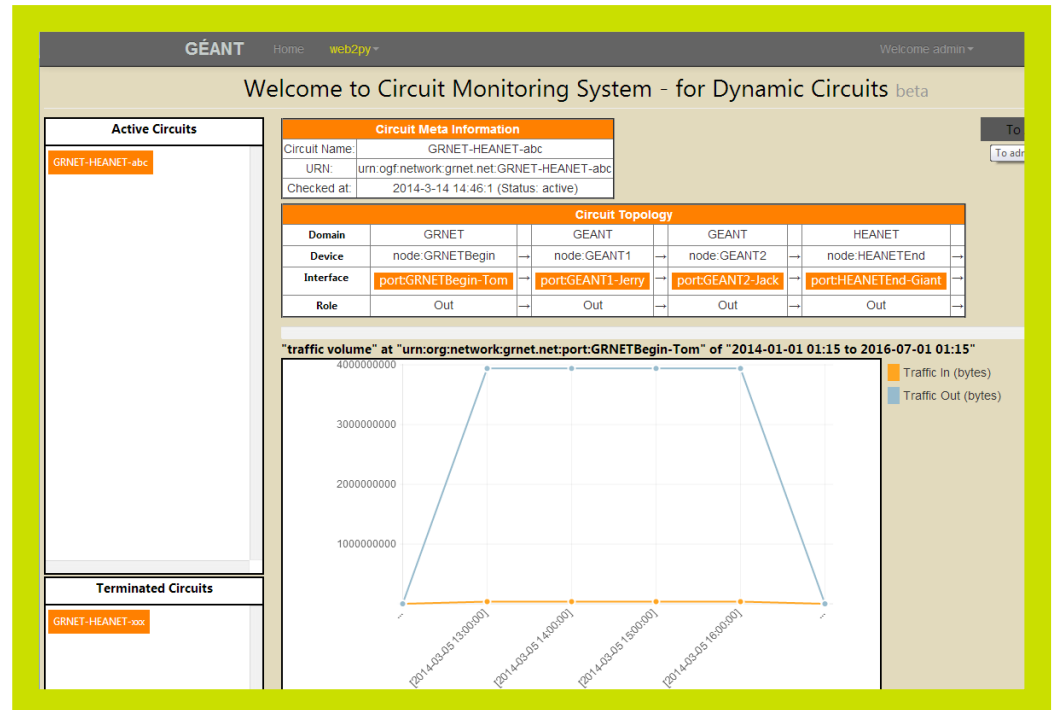 GÉANT Home web2py Welcome admin
Welcome to Circuit Monitoring System - for Dynamic Circuits beta
Active Circuits
GRNET-HEANET-abc
Terminated Circuits
GRNET-HEANET-xxx
Circuit Meta Information
Circuit Name: GRNET-HEANET-abc
URN: urn:ogf:network:grnet.net:GRNET-HEANET-abc
Checked at: 2014-3-14 14:46:1 (Status: active)
To
To adm
Circuit Topology
Domain GRNET GEANT GEANT HEANET
Device node:GRNETBegin → node:GEANT1 → node:GEANT2 → node:HEANETEnd →
Interface port:GRNETBegin-Tom → port:GEANT1-Jerry → port:GEANT2-Jack → port:HEANETEnd-Giant →
Role Out → Out → Out → Out →
"traffic volume" at "urn:org:network:grnet.net:port:GRNETBegin-Tom" of "2014-01-01 01:15 to 2016-07-01 01:15"
4000000000
3000000000
2000000000
1000000000
...
[2014-03-05 13:00:00]
[2014-03-05 14:00:00]
[2014-03-05 15:00:00]
[2014-03-05 16:00:00]
...
Traffic In (bytes)
Traffic Out (bytes)